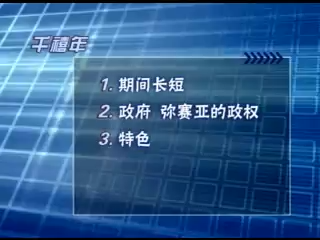 千禧年
1. 期间长短
2. 政府 弥赛亚的政权
3. 特色